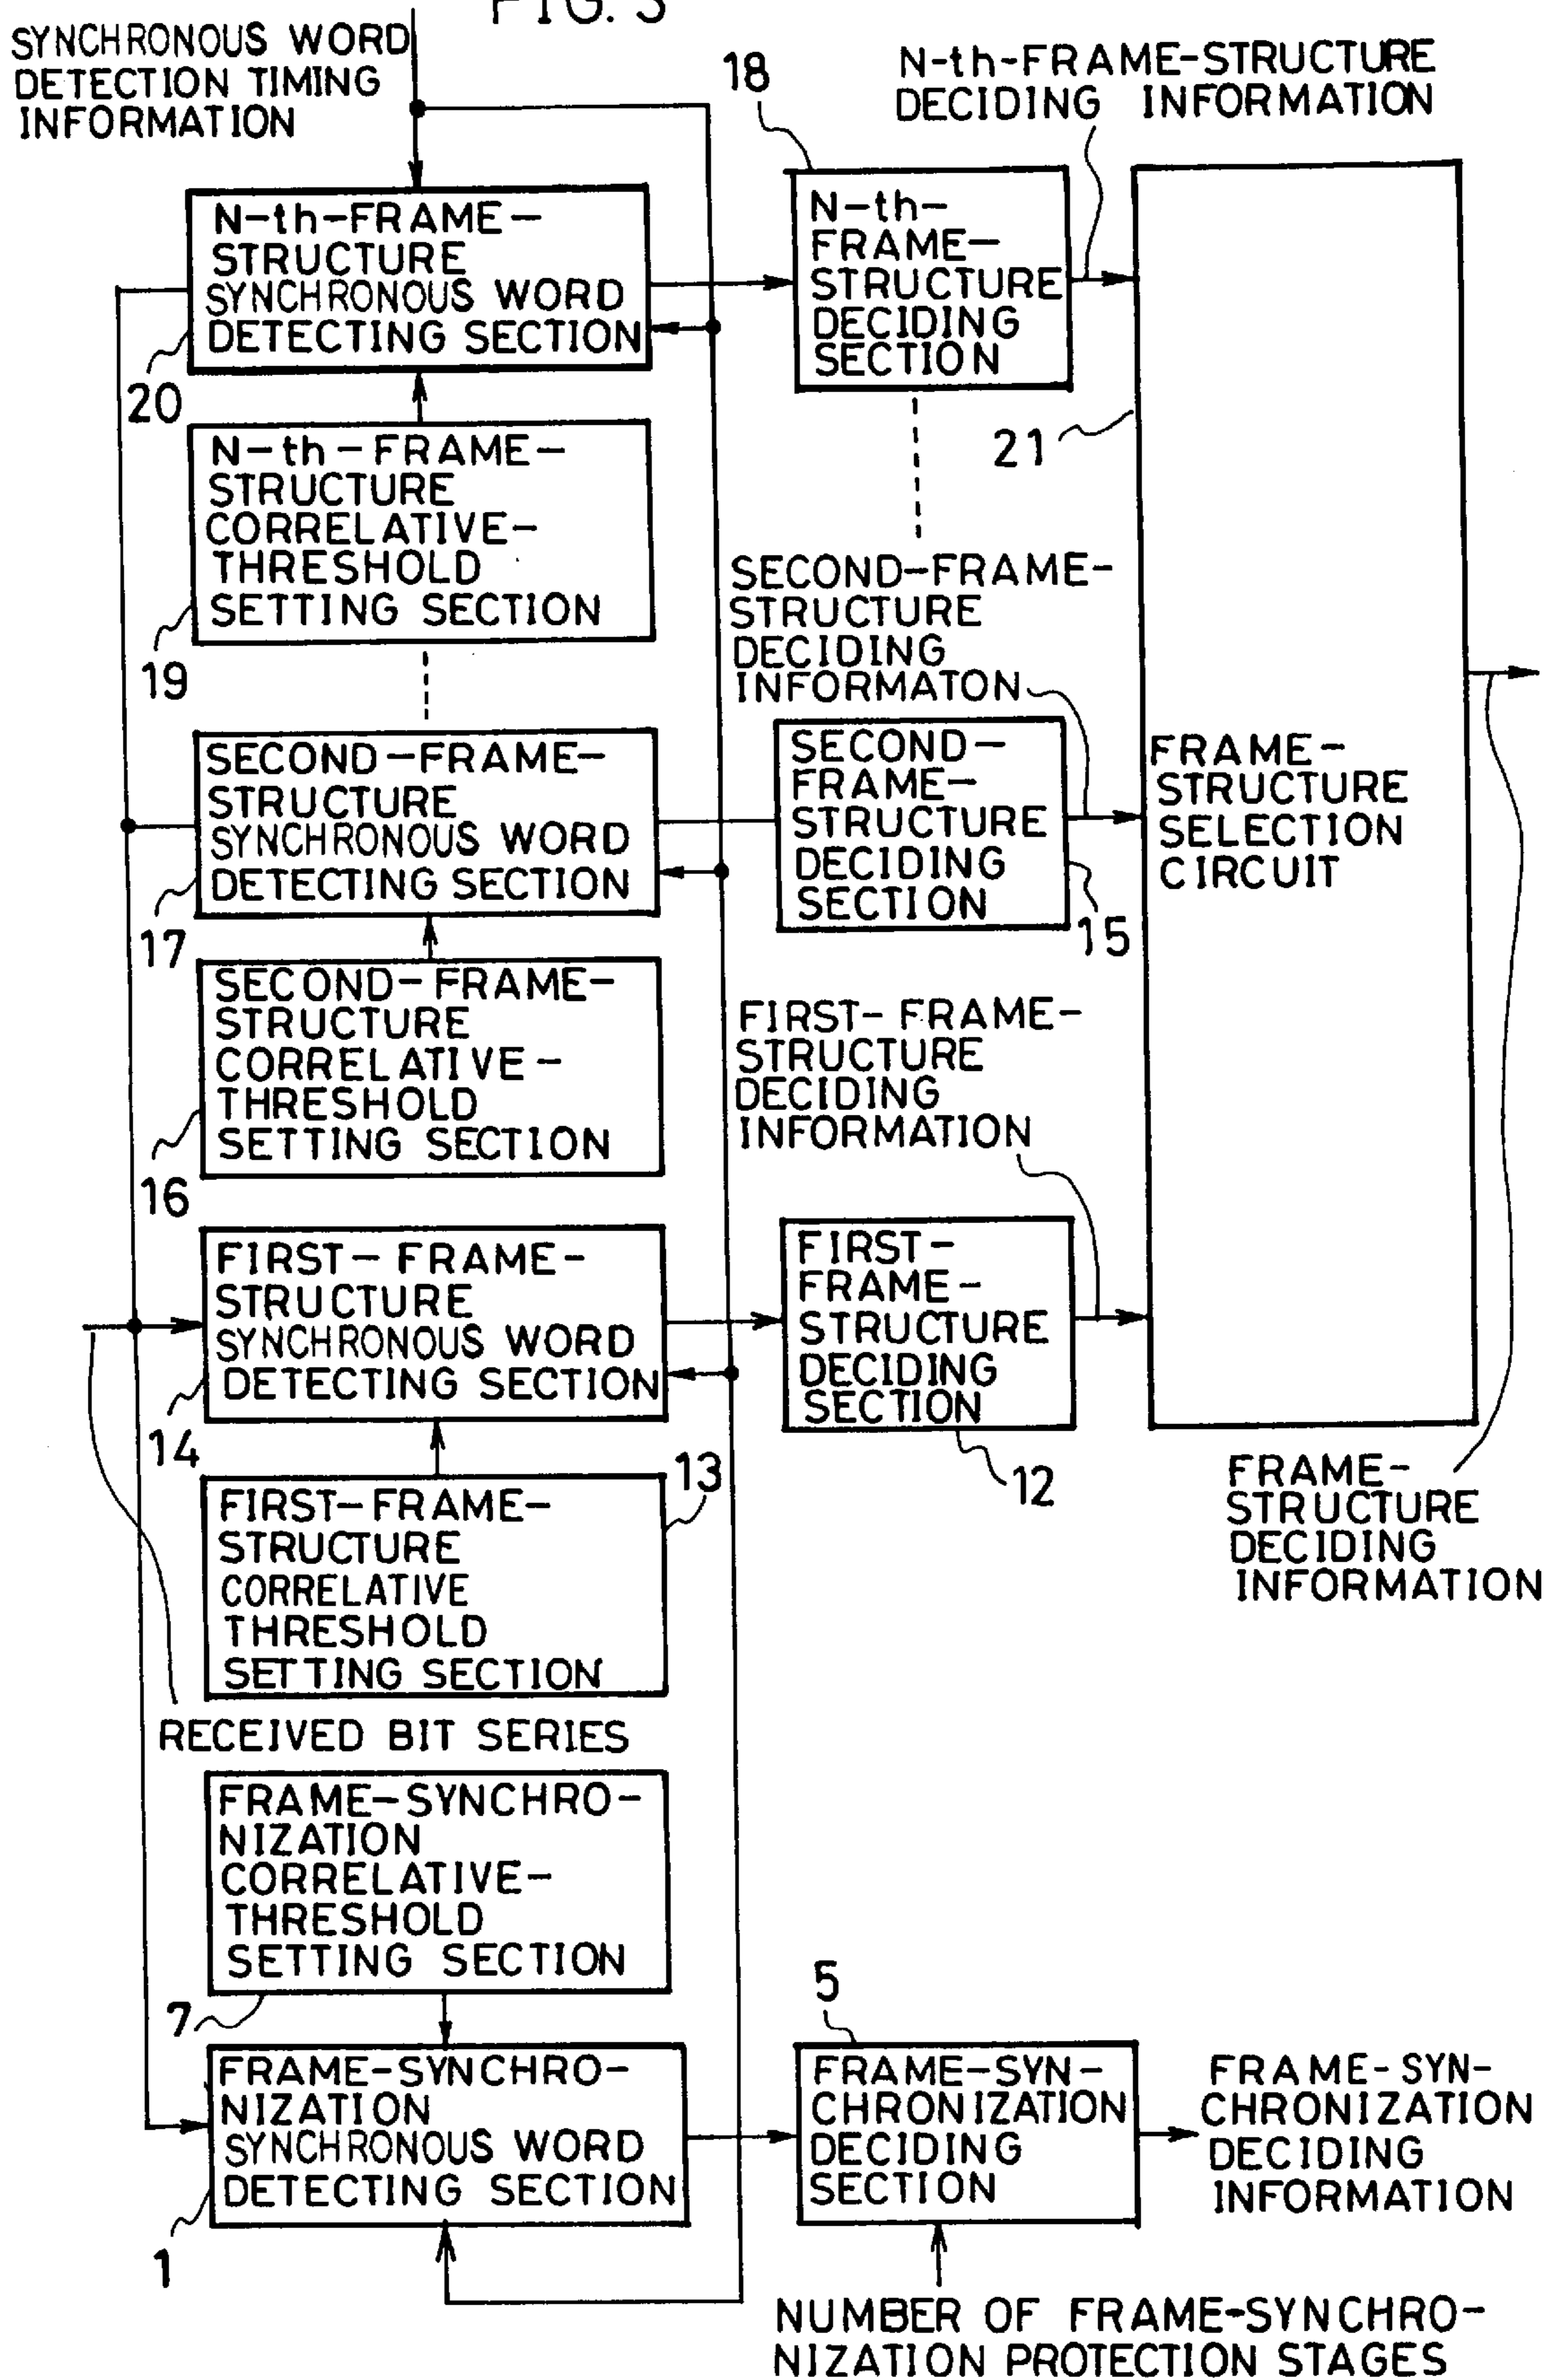 FIG. 3
SYNCHRONOUS WORD
DETECTION TIMING
INFORMATION
18
N-th-FRAME-STRUCTURE
DECIDING INFORMATION
N-th-FRAME-
STRUCTURE
SYNCHRONOUS WORD
DETECTING SECTION
20
N-th-
FRAME-
STRUCTURE
DECIDING
SECTION
21
N-th-FRAME-
STRUCTURE
CORRELATIVE-
THRESHOLD
SETTING SECTION
19
SECOND-FRAME-
STRUCTURE
DECIDING
INFORMATON
SECOND-FRAME-
STRUCTURE
SYNCHRONOUS WORD
DETECTING SECTION
17
SECOND-
FRAME-
STRUCTURE
DECIDING
SECTION
15
FRAME-
STRUCTURE
SELECTION
CIRCUIT
SECOND-FRAME-
STRUCTURE
CORRELATIVE-
THRESHOLD
SETTING SECTION
16
FIRST-FRAME-
STRUCTURE
DECIDING
INFORMATION
FIRST-FRAME-
STRUCTURE
SYNCHRONOUS WORD
DETECTING SECTION
14
FIRST-
FRAME-
STRUCTURE
DECIDING
SECTION
12
13
FIRST-FRAME-
STRUCTURE
CORRELATIVE
THRESHOLD
SETTING SECTION
FRAME-
STRUCTURE
DECIDING
INFORMATION
RECEIVED BIT SERIES
FRAME-SYNCHRO-
NIZATION
CORRELATIVE-
THRESHOLD
SETTING SECTION
7
5
FRAME-SYNCHRO-
NIZATION
SYNCHRONOUS WORD
DETECTING SECTION
1
FRAME-SYN-
CHRONIZATION
DECIDING
SECTION
FRAME-SYN-
CHRONIZATION
DECIDING
INFORMATION
NUMBER OF FRAME-SYNCHRO-
NIZATION PROTECTION STAGES